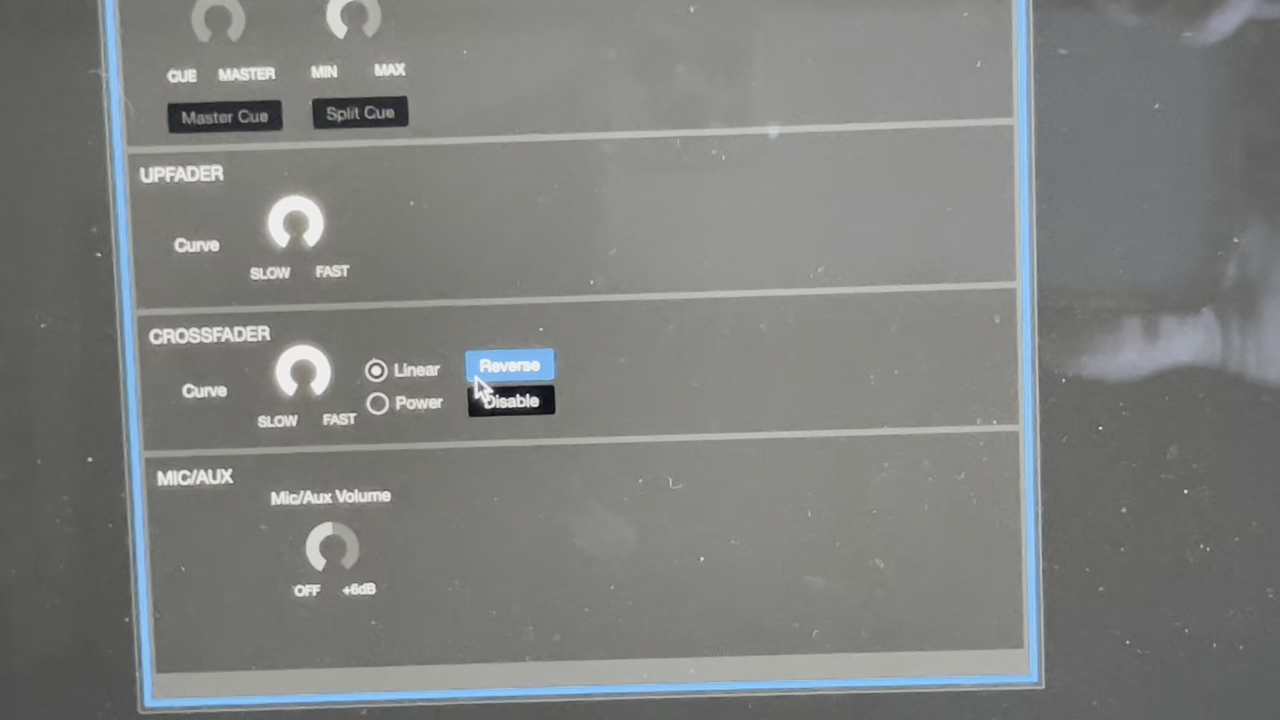 CUE MASTER MIN MAX
Master Cue Split Cue
UPFADER
Curve
SLOW FAST
CROSSFADER
Curve
Linear
Reverse
Power
Disable
SLOW FAST
MIC/AUX
Mic/Aux Volume
OFF +6dB